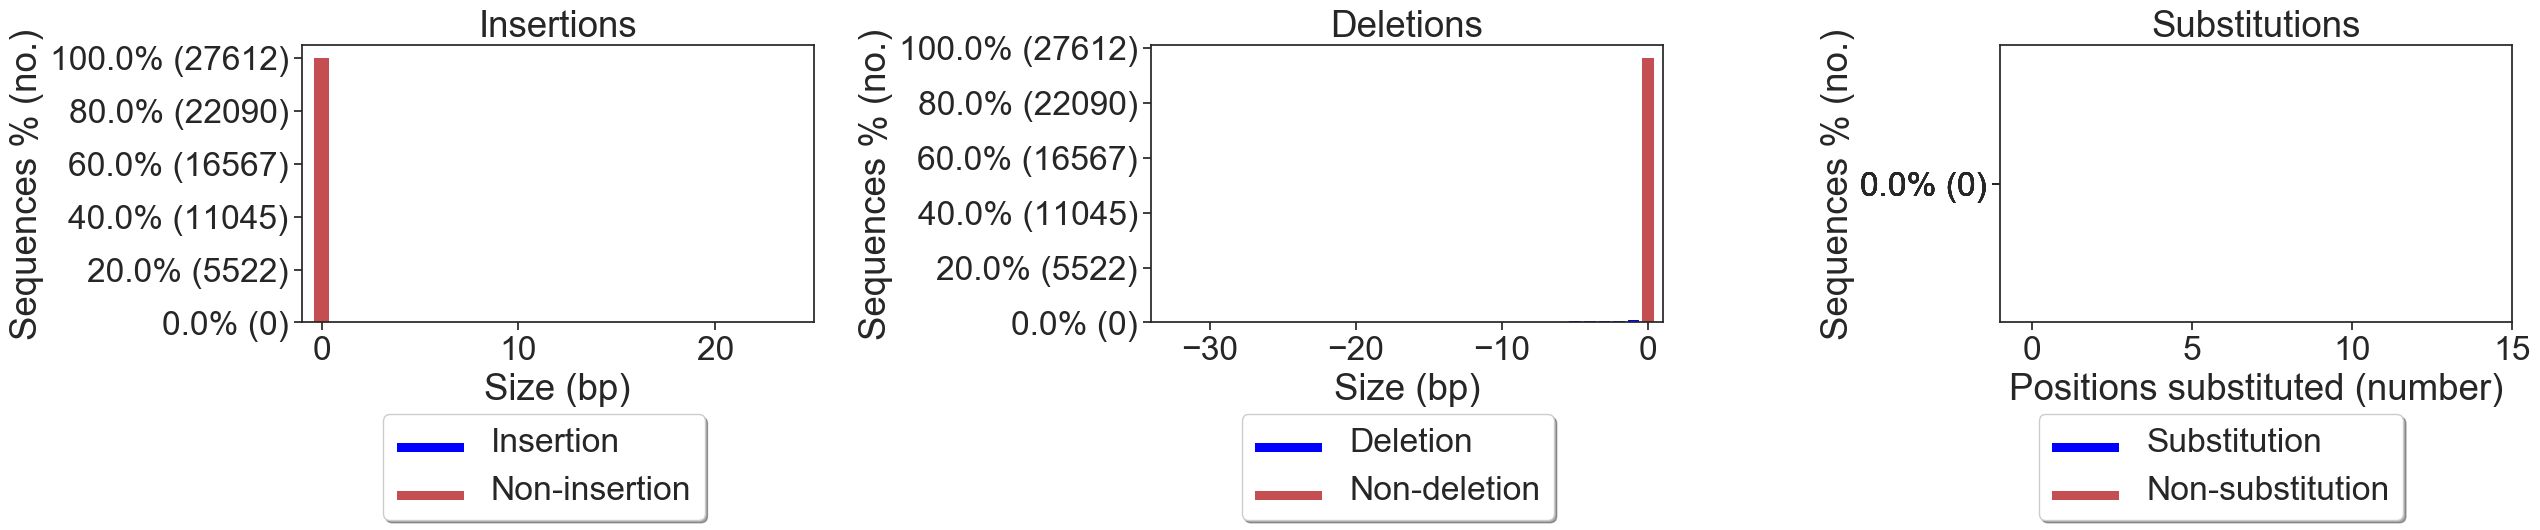 Insertions
Sequences % (no.)
100.0% (27612)
80.0% (22090)
60.0% (16567)
40.0% (11045)
20.0% (5522)
0.0% (0)
0 10 20
Size (bp)
Insertion
Non-insertion
Deletions
Sequences % (no.)
100.0% (27612)
80.0% (22090)
60.0% (16567)
40.0% (11045)
20.0% (5522)
0.0% (0)
−30 −20 −10 0
Size (bp)
Deletion
Non-deletion
Substitutions
Sequences % (no.)
0.0% (0)
0 5 10 15
Positions substituted (number)
Substitution
Non-substitution